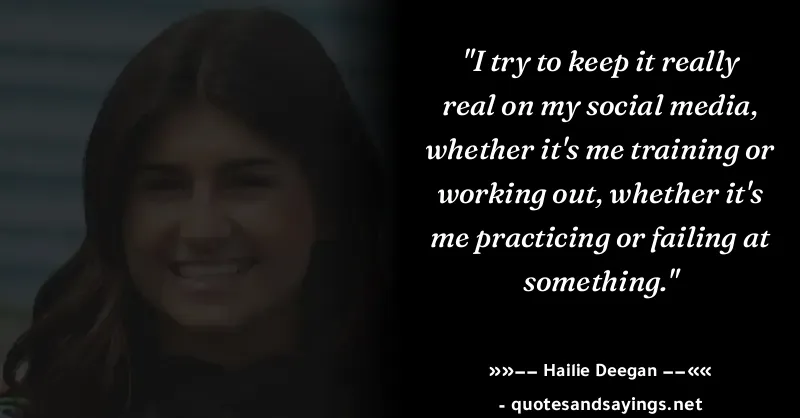 "I try to keep it really
real on my social media,
whether it's me training or
working out, whether it's
me practicing or failing at
something."
»»−− Hailie Deegan −−««
- quotesandsayings.net